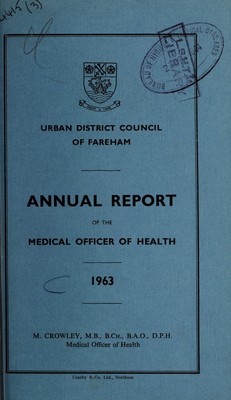 URBAN DISTRICT COUNCIL
OF FAREHAM
ANNUAL REPORT
OF THE
MEDICAL OFFICER OF HEALTH
1963
M. CROWLEY, M.B., B.Ch., B.A.O., D.P.H.
Medical Officer of Health